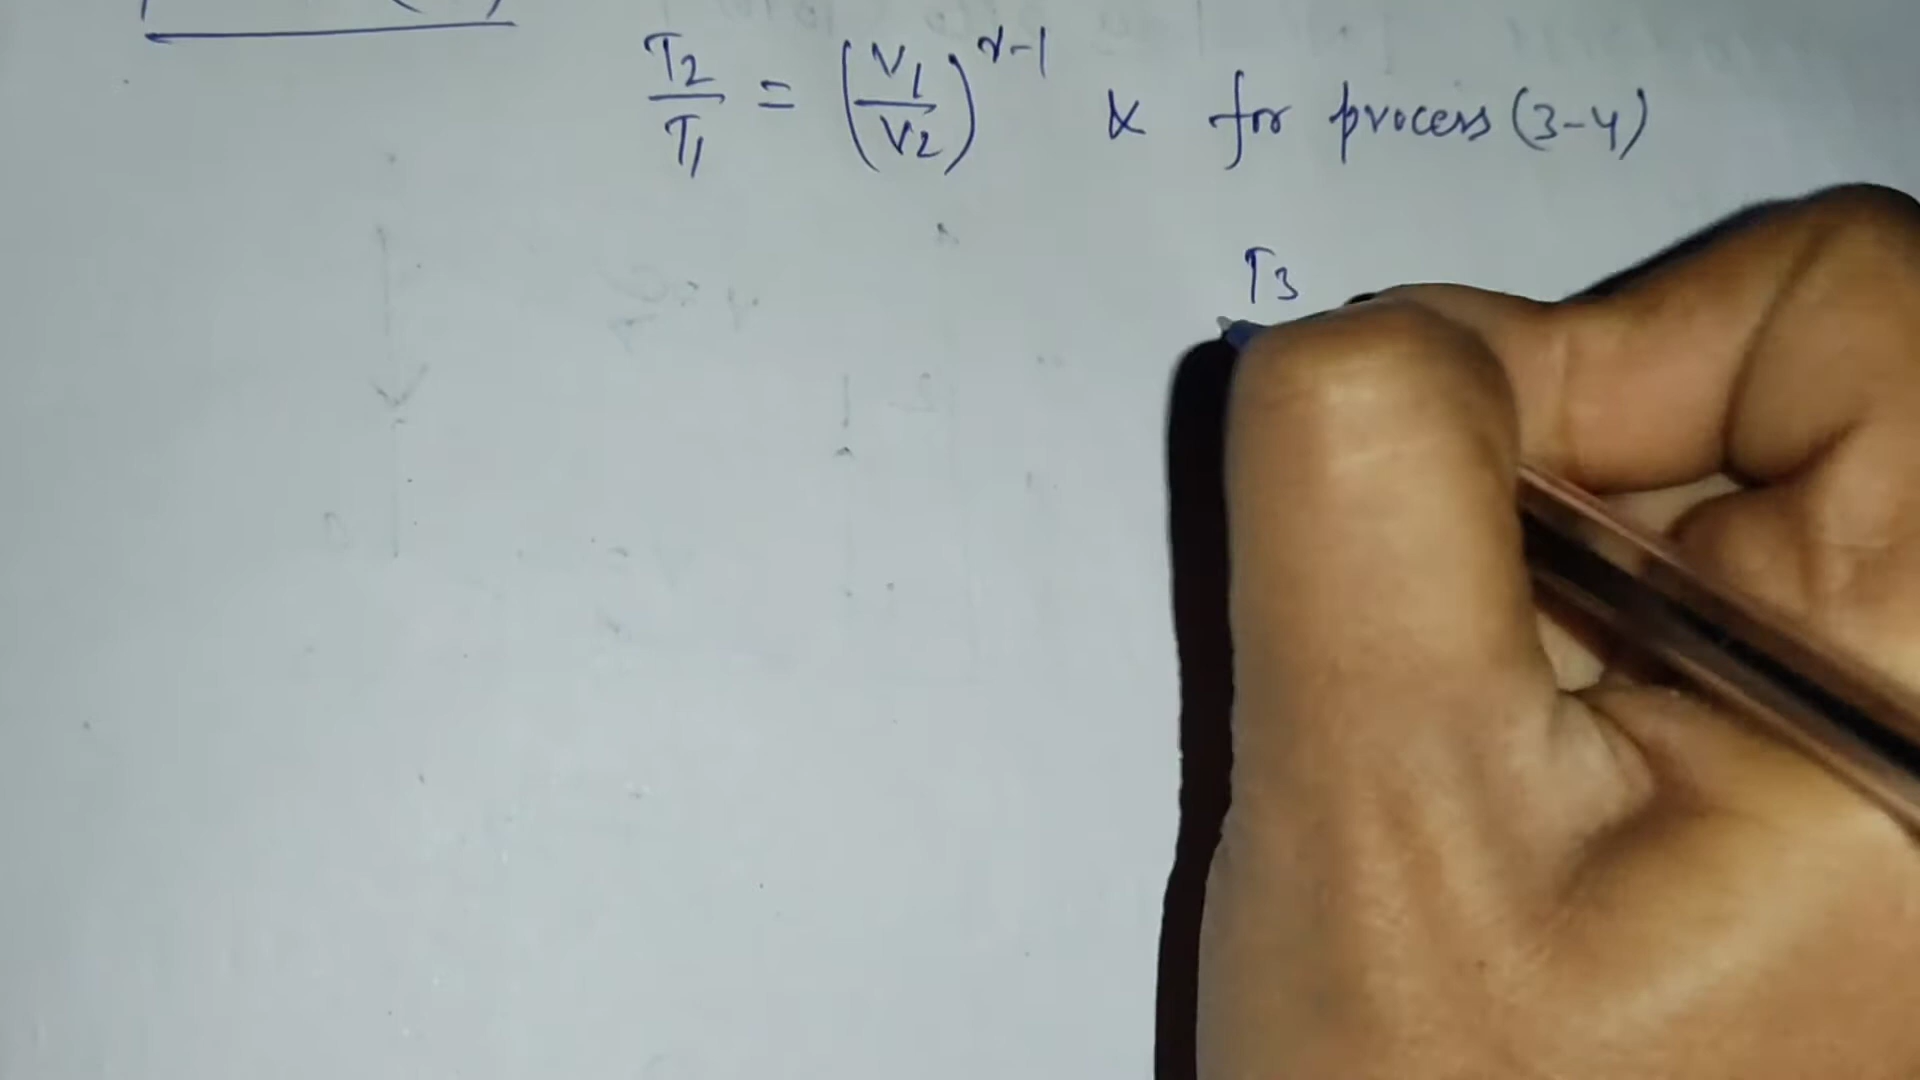 T2/T1 = (V1/V2)^γ-1 & for process (3-4)
T3